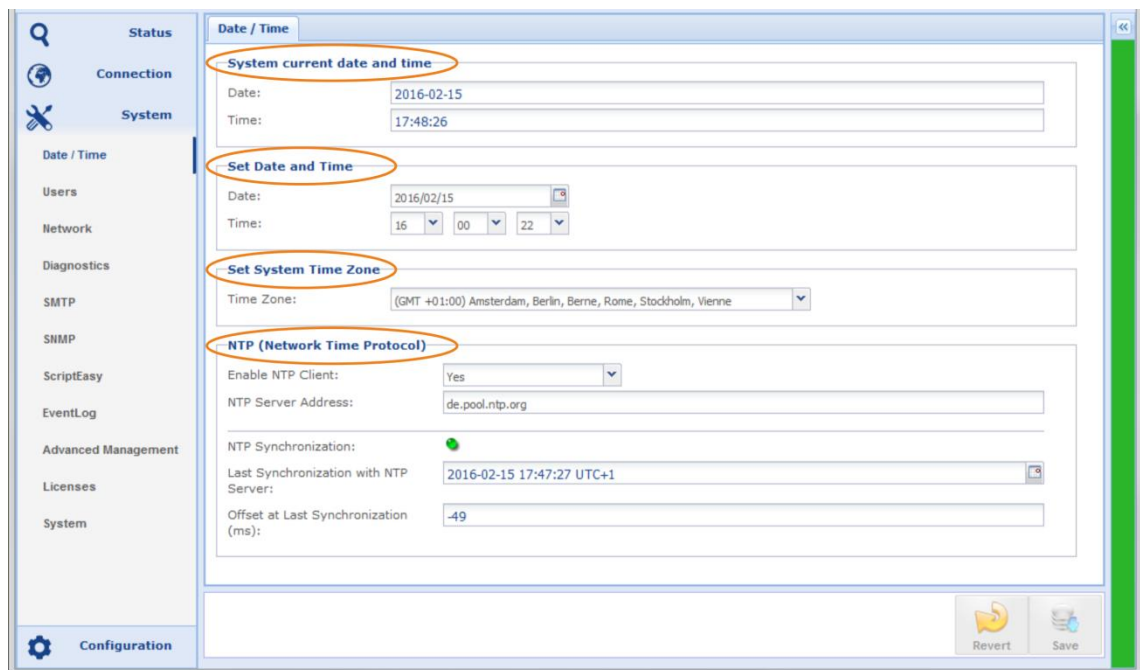 Status
Connection
System
Date / Time
Users
Network
Diagnostics
SMTP
SNMP
ScriptEasy
EventLog
Advanced Management
Licenses
System
Configuration
Date / Time
System current date and time
Date: 2016-02-15
Time: 17:48:26
Set Date and Time
Date: 2016/02/15
Time: 16 00 22
Set System Time Zone
Time Zone: (GMT +01:00) Amsterdam, Berlin, Berne, Rome, Stockholm, Vienne
NTP (Network Time Protocol)
Enable NTP Client: Yes
NTP Server Address: de.pool.ntp.org
NTP Synchronization:
Last Synchronization with NTP 2016-02-15 17:47:27 UTC+1
Server:
Offset at Last Synchronization -49
(ms):
Revert Save